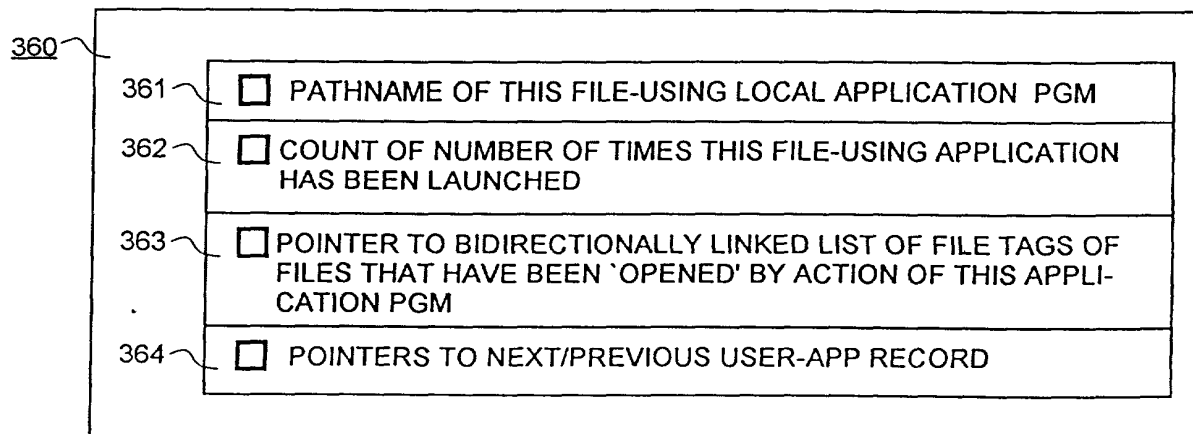 360
361 PATHNAME OF THIS FILE-USING LOCAL APPLICATION PGM
362 COUNT OF NUMBER OF TIMES THIS FILE-USING APPLICATION
HAS BEEN LAUNCHED
363 POINTER TO BIDIRECTIONALLY LINKED LIST OF FILE TAGS OF
FILES THAT HAVE BEEN `OPENED' BY ACTION OF THIS APPLI-
CATION PGM
364 POINTERS TO NEXT/PREVIOUS USER-APP RECORD